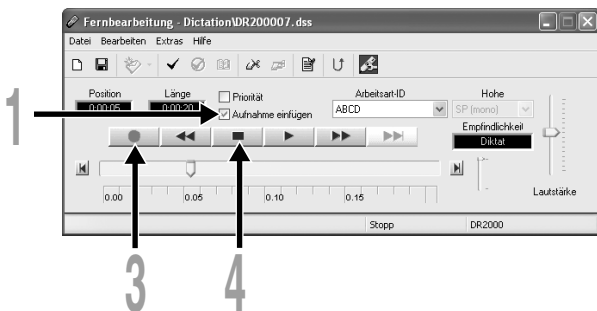 Fernbearbeitung - Dictation\DR200007.dss
Datei Bearbeiten Extras Hilfe
Position Länge Priorität Arbeitsart-ID Hohe
0:00:05 0:00:20 Aufnahme einfügen ABCD SP (mono)
1
Empfindlichkeit
Diktat
0.00 0.05 0.10 0.15 Lautstärke
Stopp DR2000
3 4